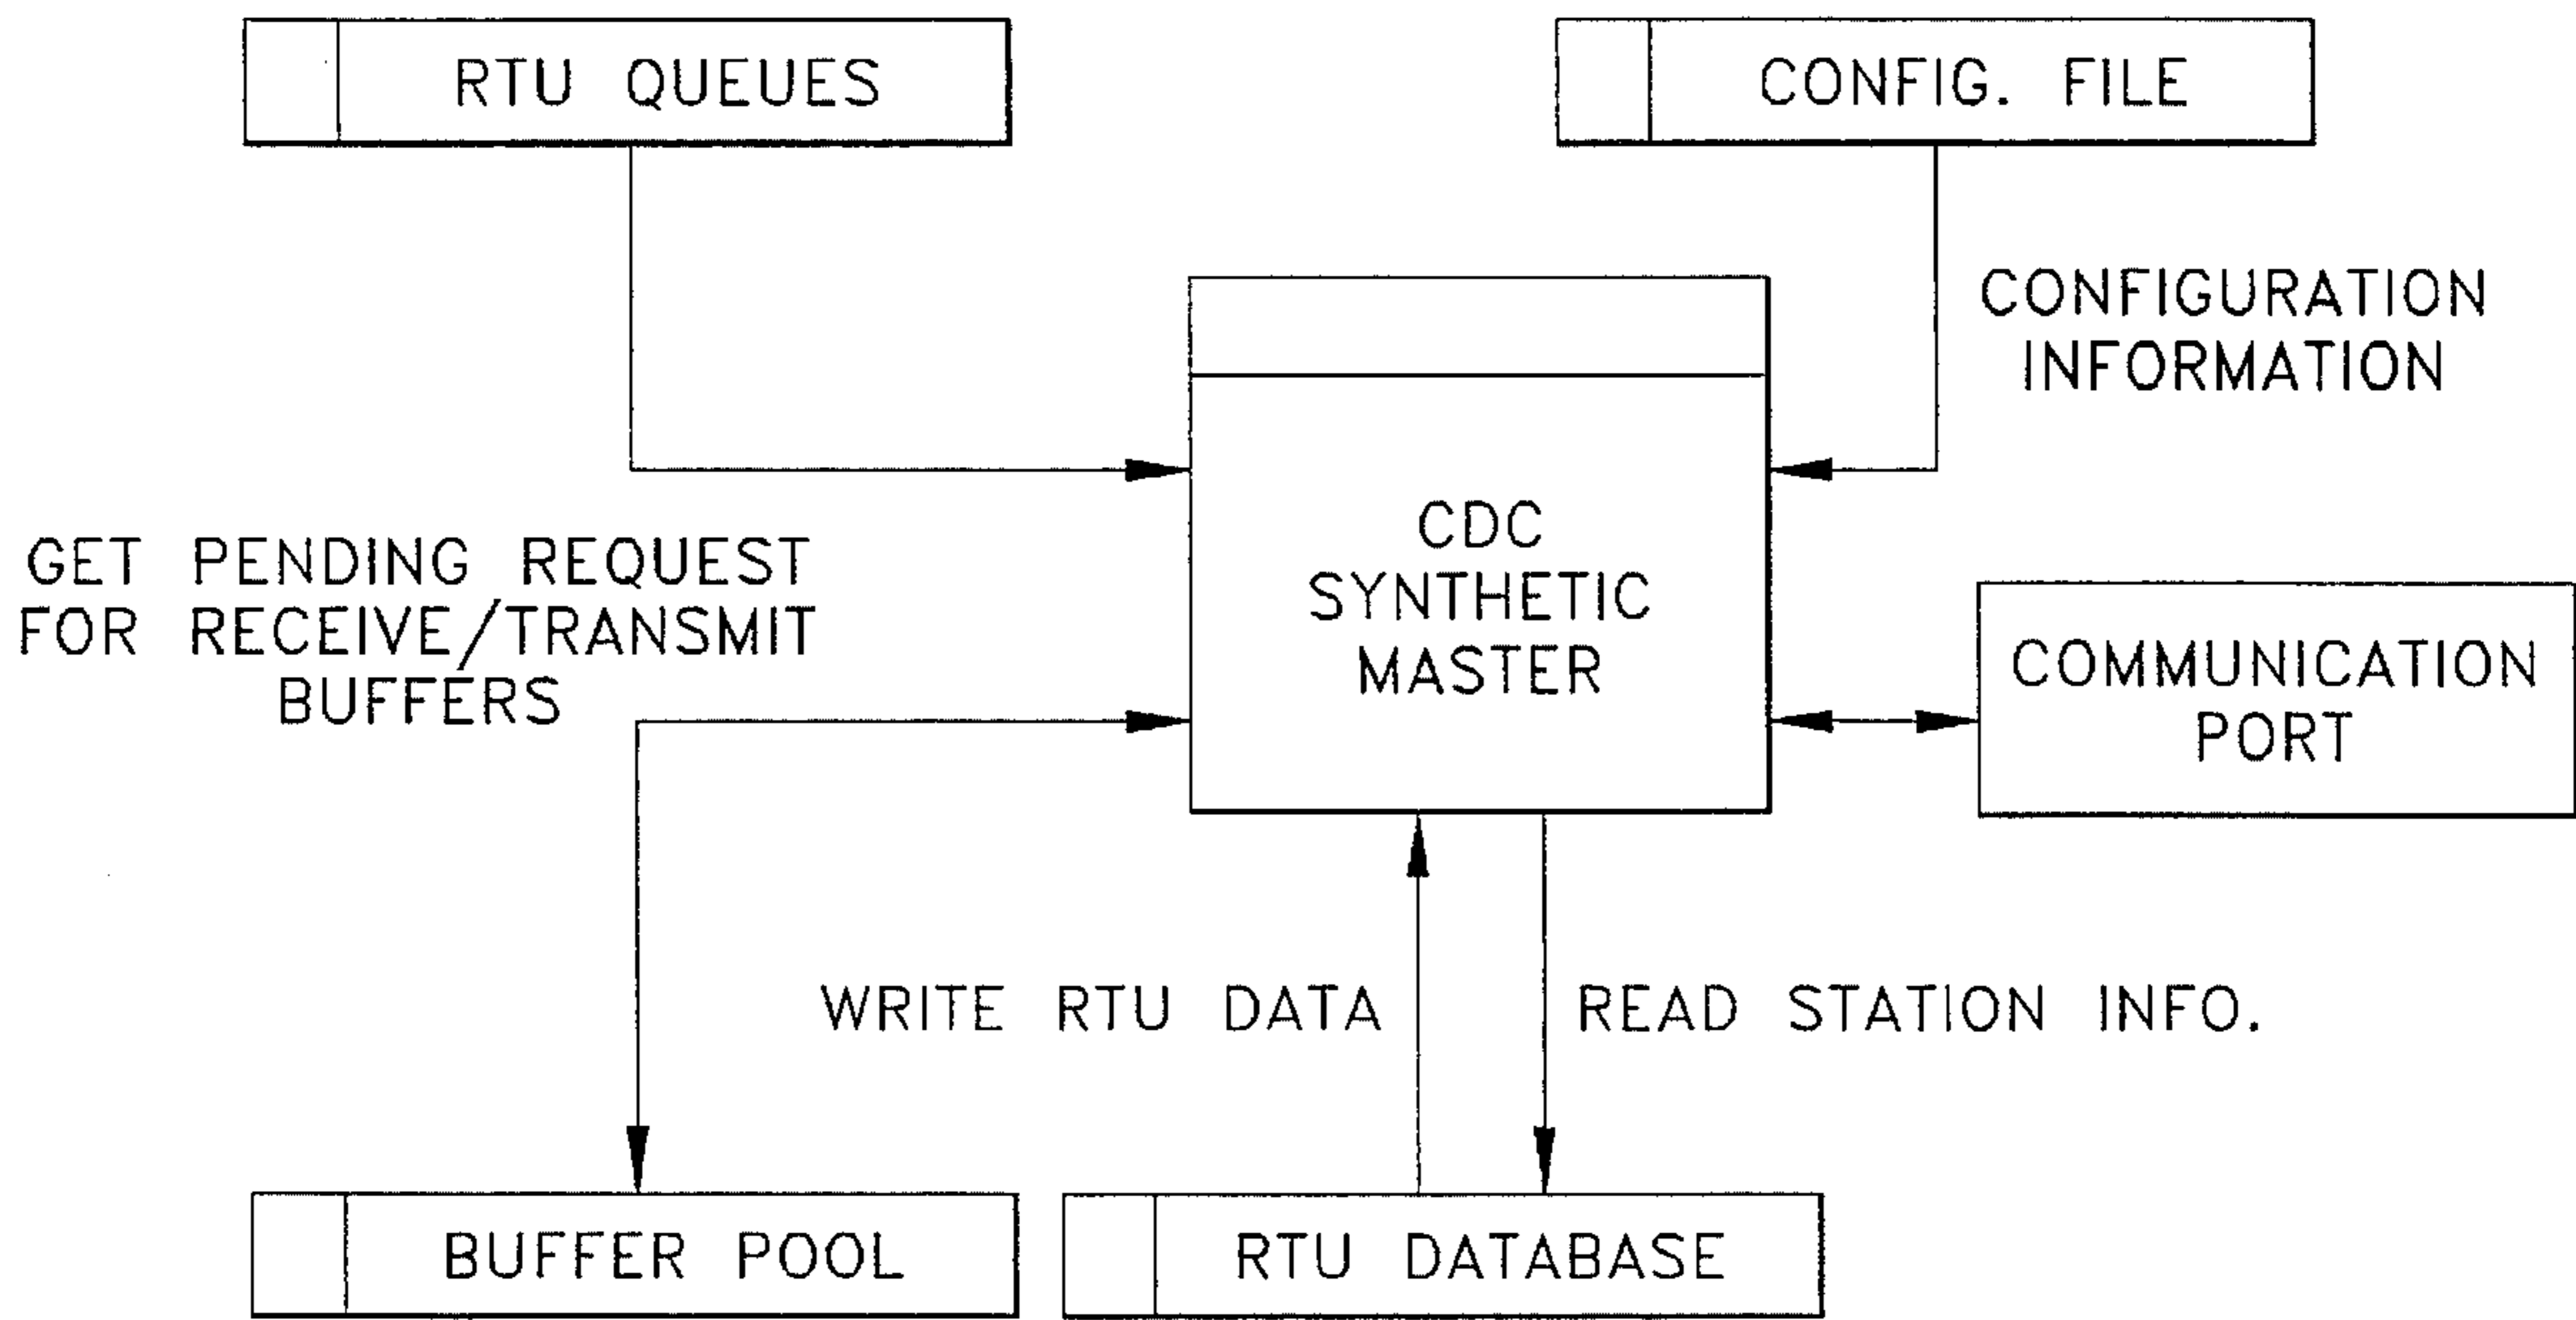 RTU QUEUES
CONFIG. FILE
CONFIGURATION
INFORMATION
CDC
SYNTHETIC
MASTER
GET PENDING REQUEST
FOR RECEIVE/TRANSMIT
BUFFERS
COMMUNICATION
PORT
WRITE RTU DATA
READ STATION INFO.
BUFFER POOL
RTU DATABASE